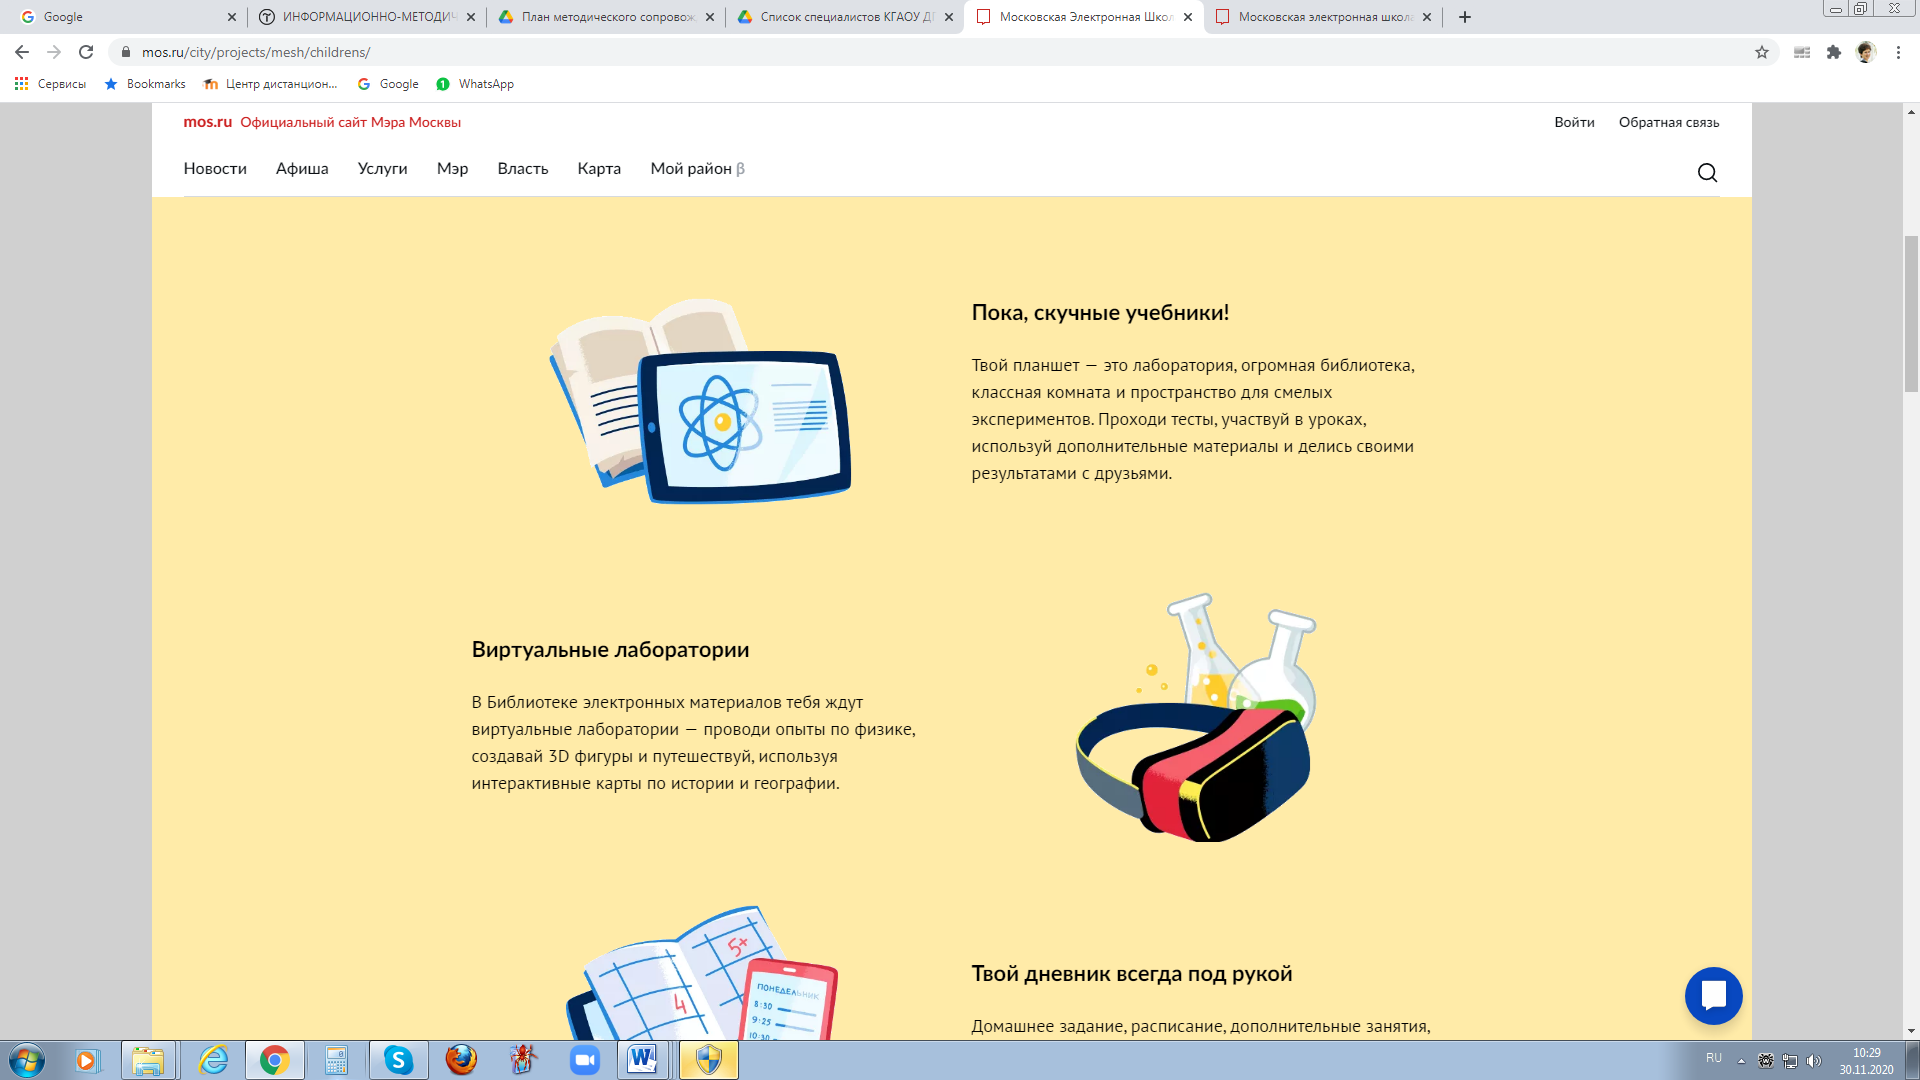 Google
ИНФОРМАЦИОННО-МЕТОДИЧ
План методического сопровож
Список специалистов КГАОУ Д
Московская Электронная Шко
Московская электронная школ
mos.ru/city/projects/mesh/childrens/
Сервисы
Bookmarks
Центр дистанцион...
Google
1
WhatsApp
mos.ru Официальный сайт Мэра Москвы
Войти
Обратная связь
Новости
Афиша
Услуги
Мэр
Власть
Карта
Мой район β
Пока, скучные учебники!
Твой планшет — это лаборатория, огромная библиотека,
классная комната и пространство для смелых
экспериментов. Проходи тесты, участвуй в уроках,
используй дополнительные материалы и делись своими
результатами с друзьями.
Виртуальные лаборатории
В Библиотеке электронных материалов тебя ждут
виртуальные лаборатории — проводи опыты по физике,
создавай 3D фигуры и путешествуй, используя
интерактивные карты по истории и географии.
5+
4
ПОНЕДЕЛЬНИК
8:30
9:25
10:30
Твой дневник всегда под рукой
Домашнее задание, расписание, дополнительные занятия,
RU
10:29
30.11.2020